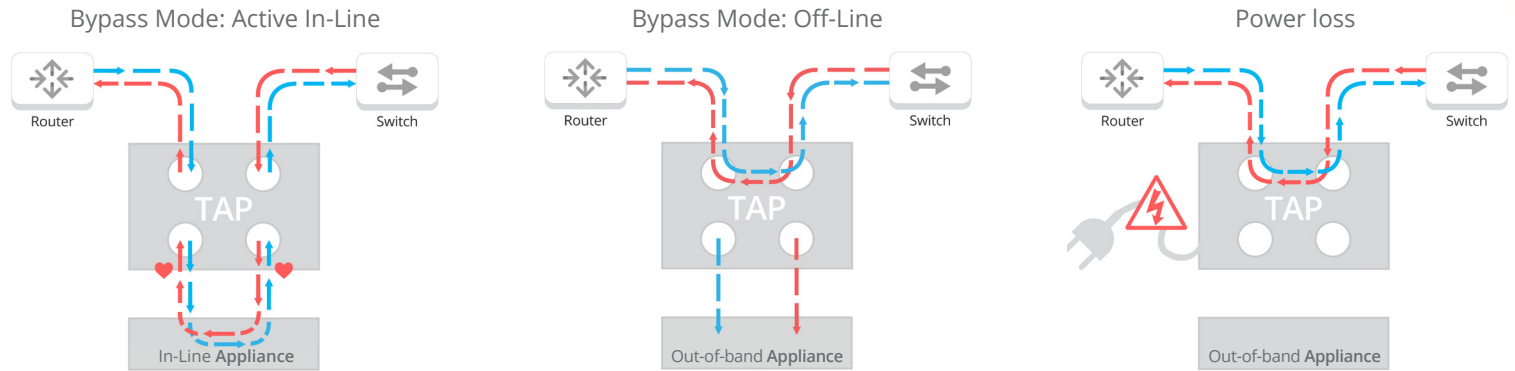 Bypass Mode: Active In-Line
Router
Switch
TAP
In-Line Appliance
Bypass Mode: Off-Line
Router
Switch
TAP
Out-of-band Appliance
Power loss
Router
Switch
TAP
Out-of-band Appliance